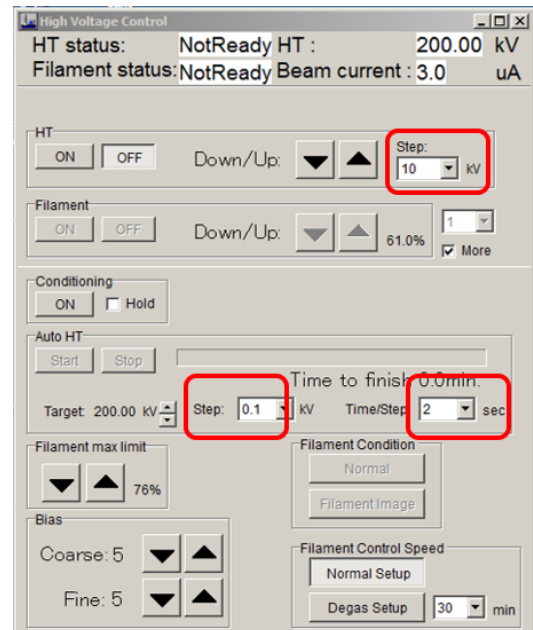 High Voltage Control
HT status: NotReady HT : 200.00 kV
Filament status: NotReady Beam current : 3.0 uA
HT
ON OFF Down/Up: Step: 10 kV
Filament
ON OFF Down/Up: 61.0% 1
More
Conditioning
ON Hold
Auto HT
Start Stop
Time to finish 0.0min.
Target: 200.00 kV Step: 0.1 kV Time/Step 2 sec
Filament max limit
76%
Filament Condition
Normal
Filament Image
Bias
Coarse: 5
Fine: 5
Filament Control Speed
Normal Setup
Degas Setup 30 min